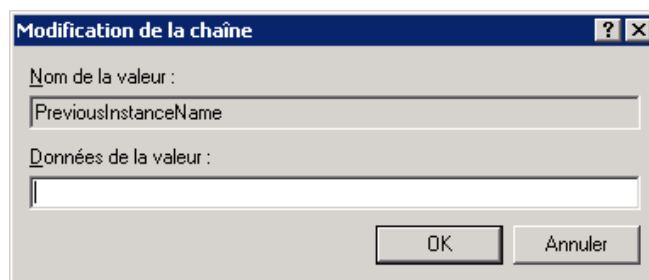 Modification de la chaîne
Nom de la valeur :
PreviousInstanceName
Données de la valeur :
OK Annuler